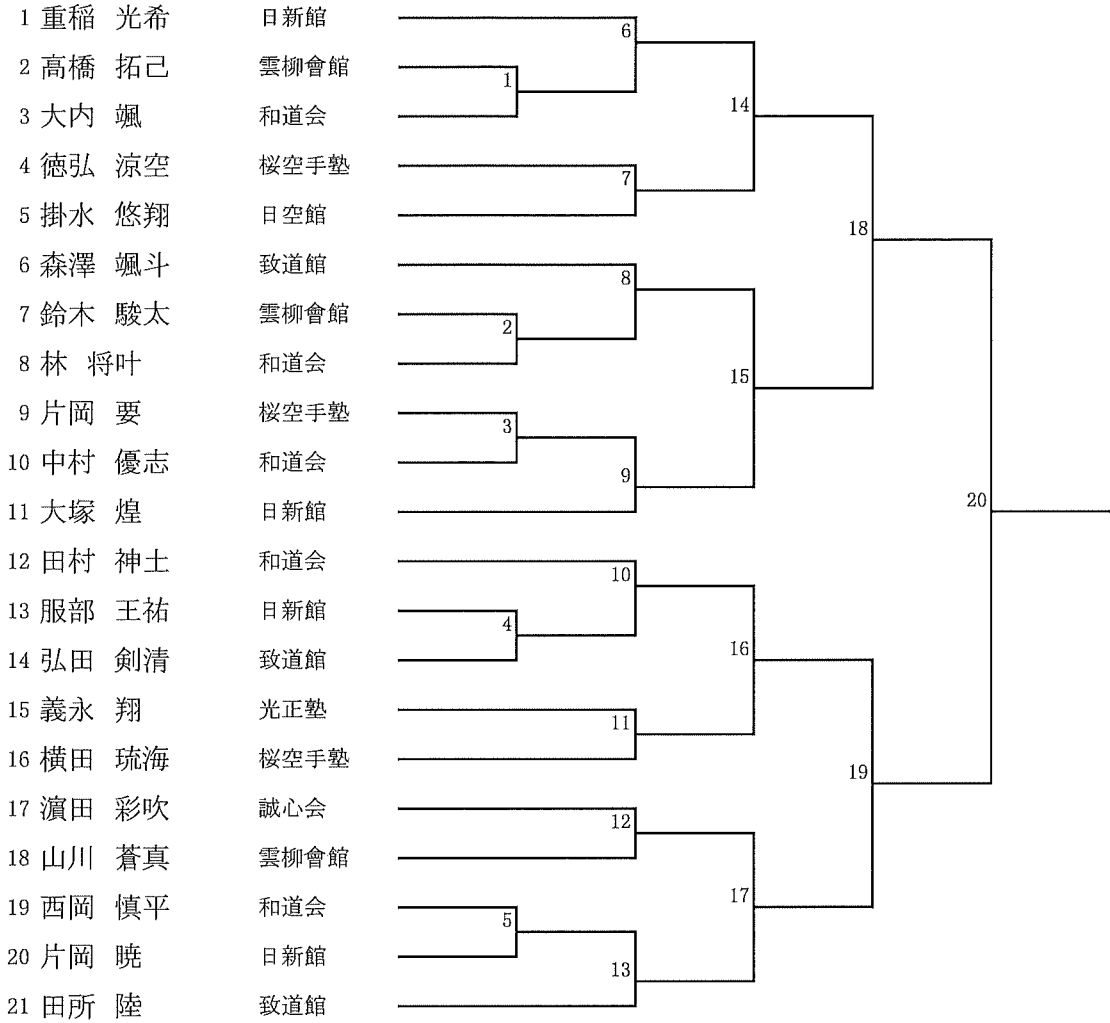 1 重稲 光希 日新館
6
2 高橋 拓己 雲柳會館
1
14
3 大内 颯 和道会
4 徳弘 涼空 桜空手塾
7
5 掛水 悠翔 日空館
18
6 森澤 颯斗 致道館
8
7 鈴木 駿太 雲柳會館
2
8 林 将叶 和道会
15
9 片岡 要 桜空手塾
3
10 中村 優志 和道会
9
20
11 大塚 煌 日新館
12 田村 神士 和道会
10
13 服部 王祐 日新館
4
16
14 弘田 剣清 致道館
15 義永 翔 光正塾
11
16 横田 琉海 桜空手塾
19
17 濵田 彩吹 誠心会
12
18 山川 蒼真 雲柳會館
17
19 西岡 慎平 和道会
5
20 片岡 暁 日新館
13
21 田所 陸 致道館